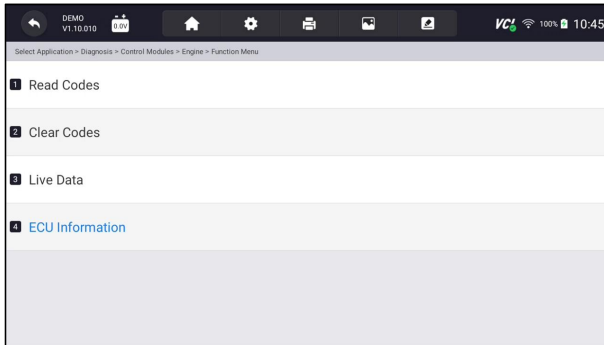 DEMO
V1.10.010
0.0V
VCi
100%
10:45
Select Application > Diagnosis > Control Modules > Engine > Function Menu
1 Read Codes
2 Clear Codes
3 Live Data
4 ECU Information